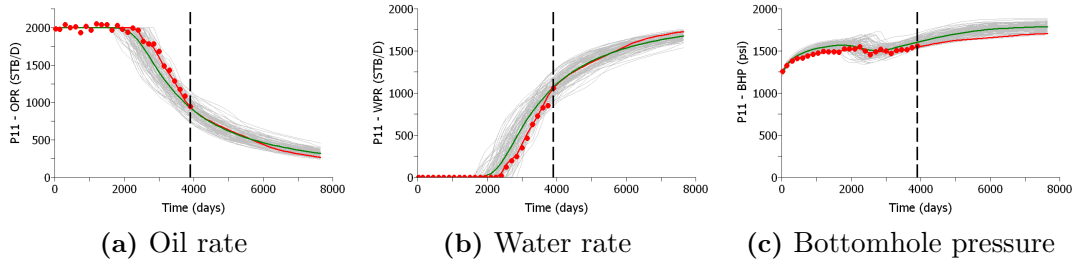 P11 - OPR (STB/D)
2000
1500
1000
500
0
0 2000 4000 6000 8000
Time (days)
(a) Oil rate
P11 - WPR (STB/D)
2000
1500
1000
500
0
0 2000 4000 6000 8000
Time (days)
(b) Water rate
P11 - BHP (psi)
2000
1500
1000
500
0
0 2000 4000 6000 8000
Time (days)
(c) Bottomhole pressure